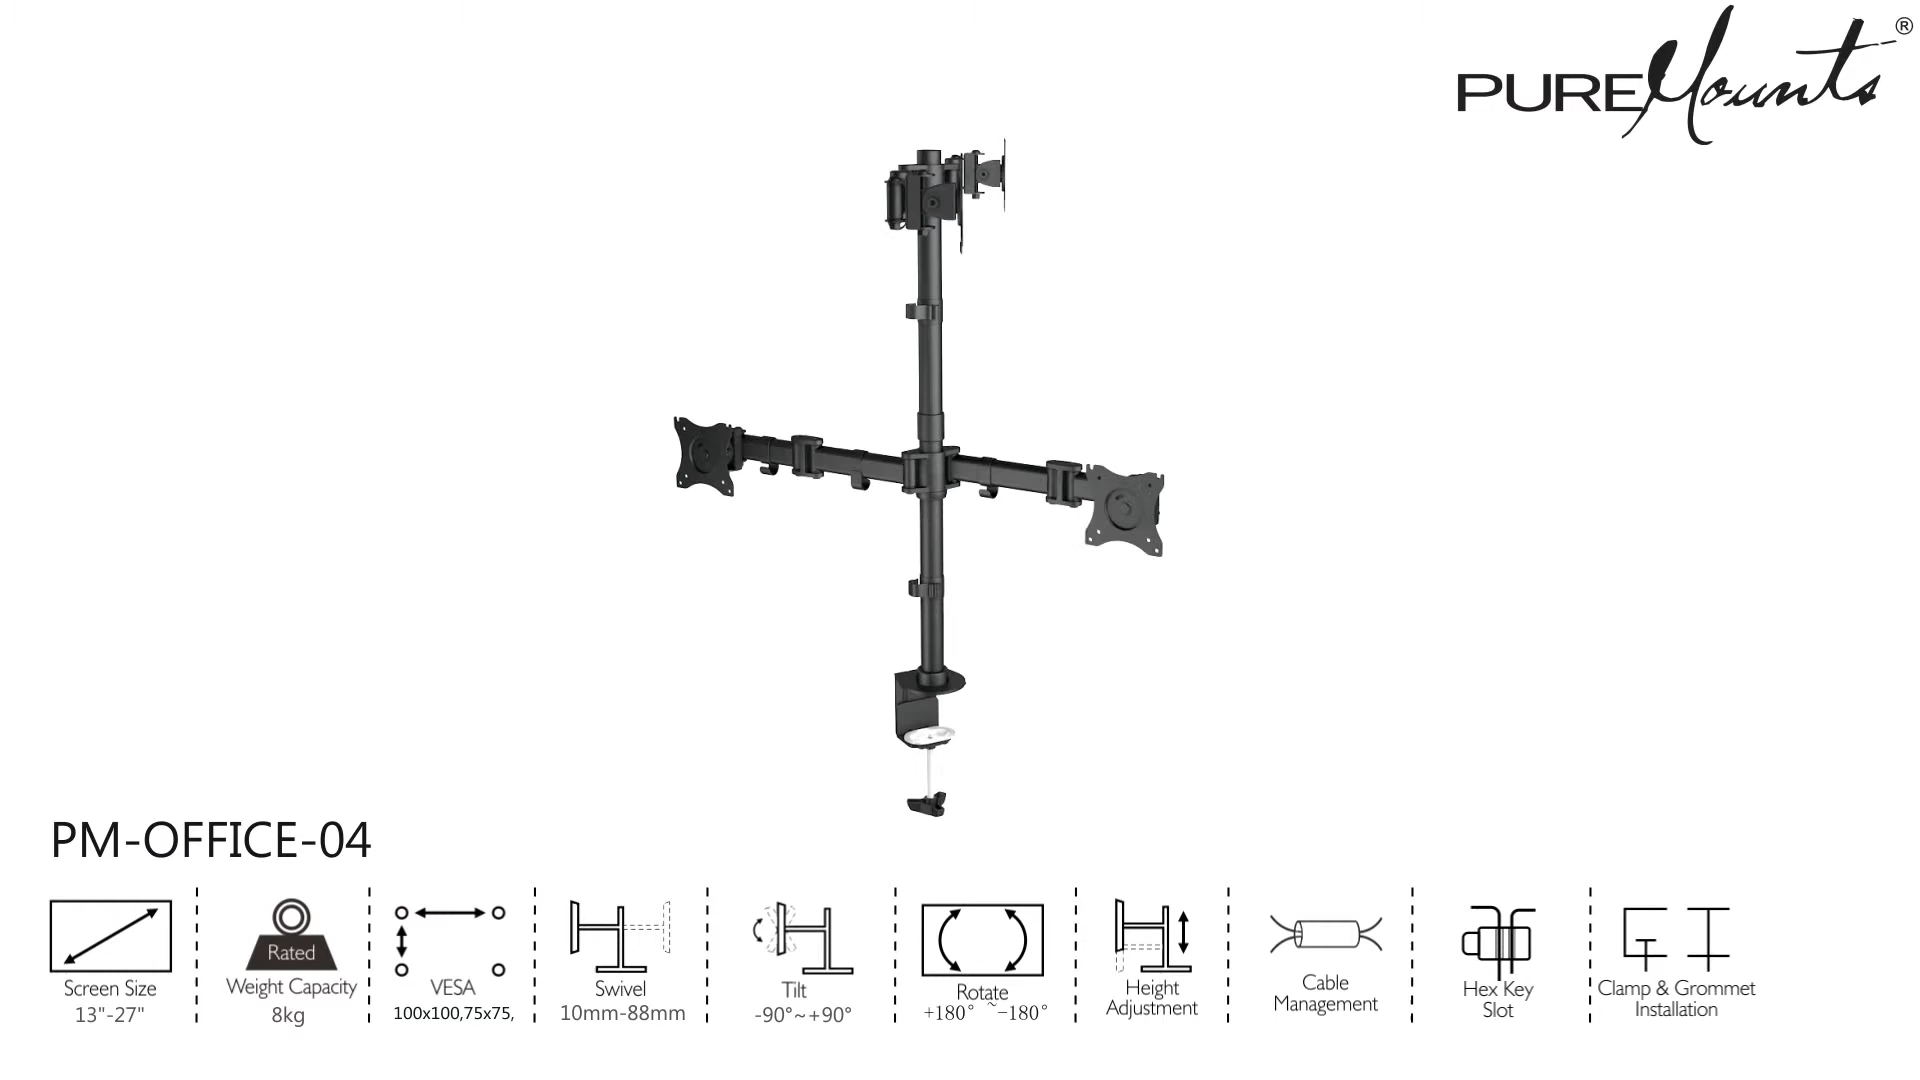 PUREMounts®
PM-OFFICE-04
Rated
Screen Size
13"-27"
Weight Capacity
8kg
VESA
100x100,75x75,
Swivel
10mm-88mm
Tilt
-90°~+90°
Rotate
+180° ~-180°
Height
Adjustment
Cable
Management
Hex Key
Slot
Clamp & Grommet
Installation